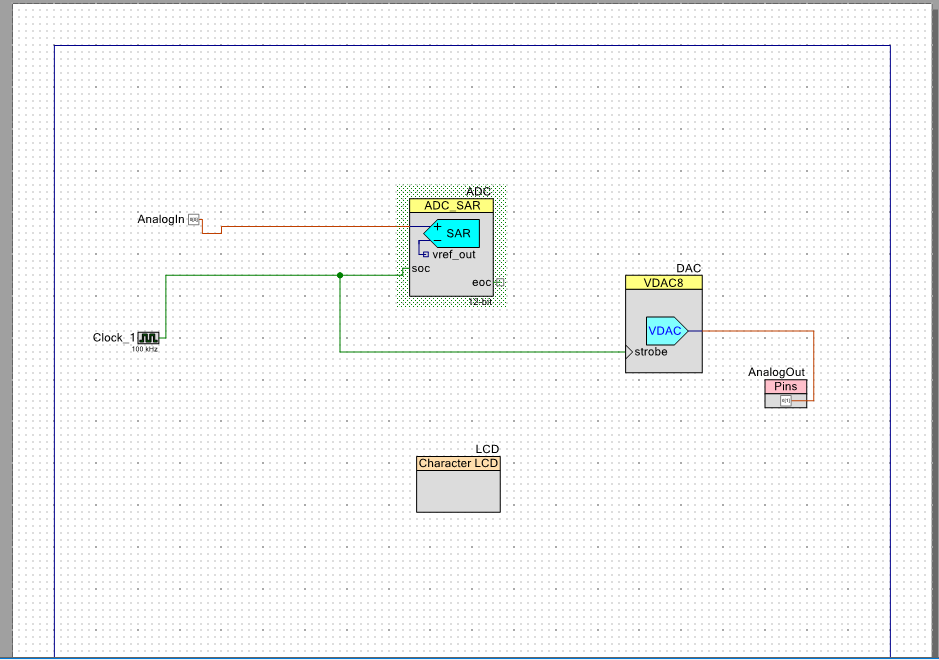 ADC
ADC_SAR
AnalogIn
+
SAR
–
vref_out
soc
eoc
12-bit
DAC
VDAC8
VDAC
strobe
Clock_1
100 kHz
AnalogOut
Pins
LCD
Character LCD